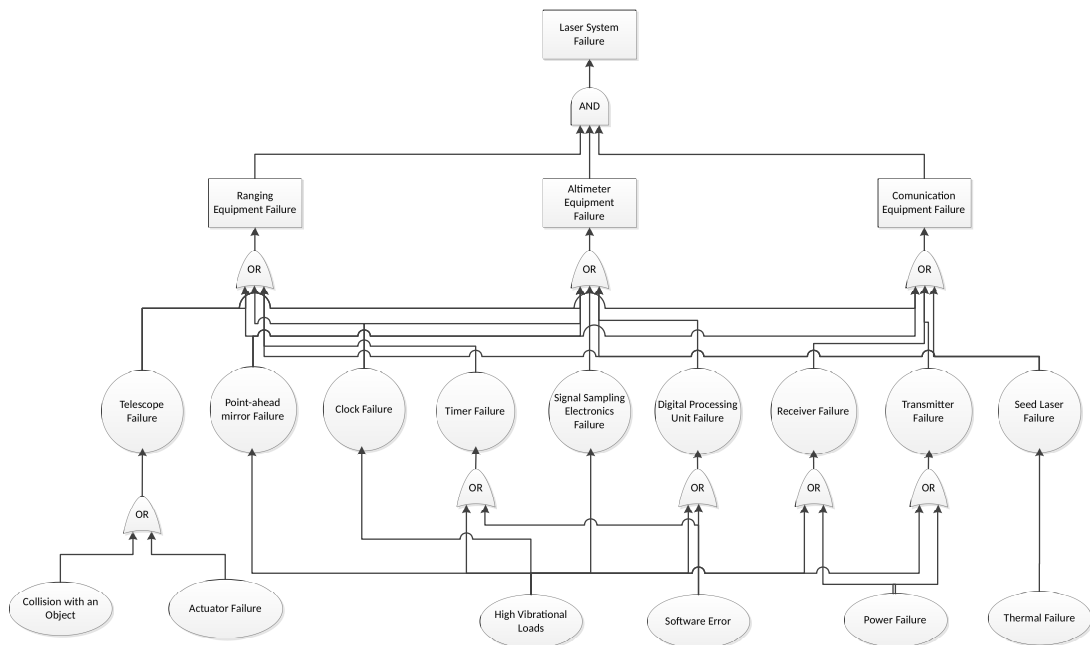 Laser System
Failure
AND
Ranging
Equipment Failure
Altimeter
Equipment
Failure
Comunication
Equipment Failure
OR
OR
OR
Telescope
Failure
Point-ahead
mirror Failure
Clock Failure
Timer Failure
Signal Sampling
Electronics
Failure
Digital Processing
Unit Failure
Receiver Failure
Transmitter
Failure
Seed Laser
Failure
OR
OR
OR
OR
OR
Collision with an
Object
Actuator Failure
High Vibrational
Loads
Software Error
Power Failure
Thermal Failure